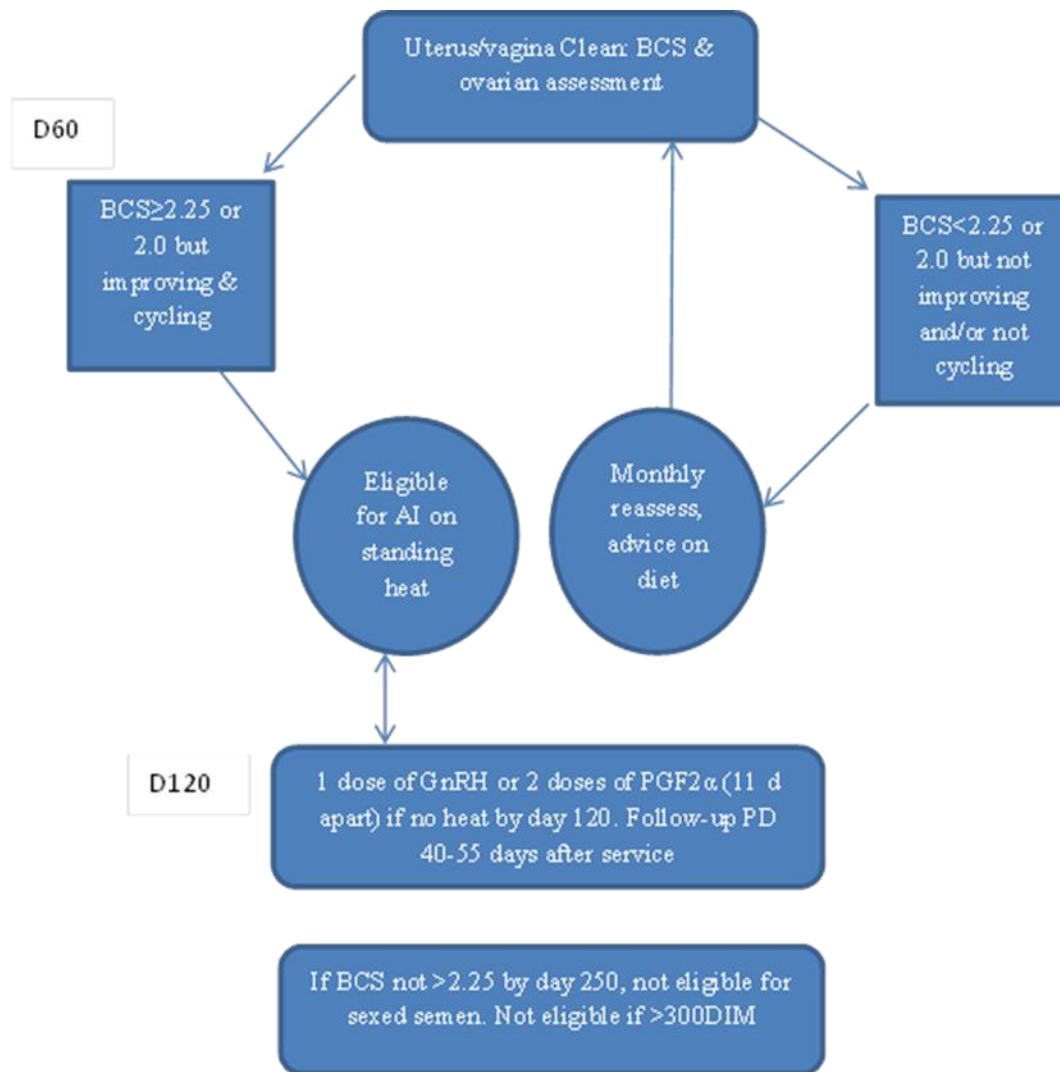 Uterus/vagina Clean: BCS &
ovarian assessment
D60
BCS≥2.25 or
2.0 but
improving &
cycling
BCS<2.25 or
2.0 but not
improving
and/or not
cycling
Eligible
for AI on
standing
heat
Monthly
reassess,
advice on
diet
D120
1 dose of GnRH or 2 doses of PGF2α (11 d
apart) if no heat by day 120. Follow-up PD
40-55 days after service
If BCS not >2.25 by day 250, not eligible for
sexed semen. Not eligible if >300DIM